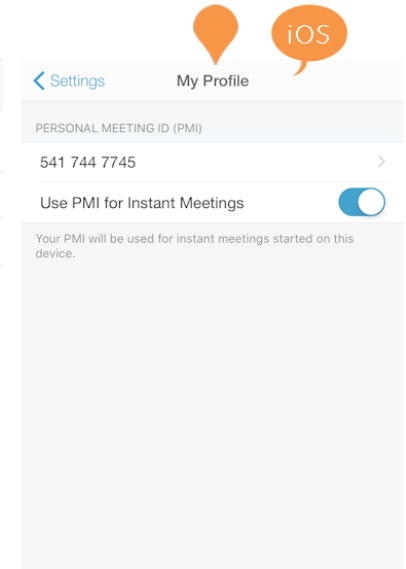 iOS
Settings
My Profile
PERSONAL MEETING ID (PMI)
541 744 7745
Use PMI for Instant Meetings
Your PMI will be used for instant meetings started on this
device.